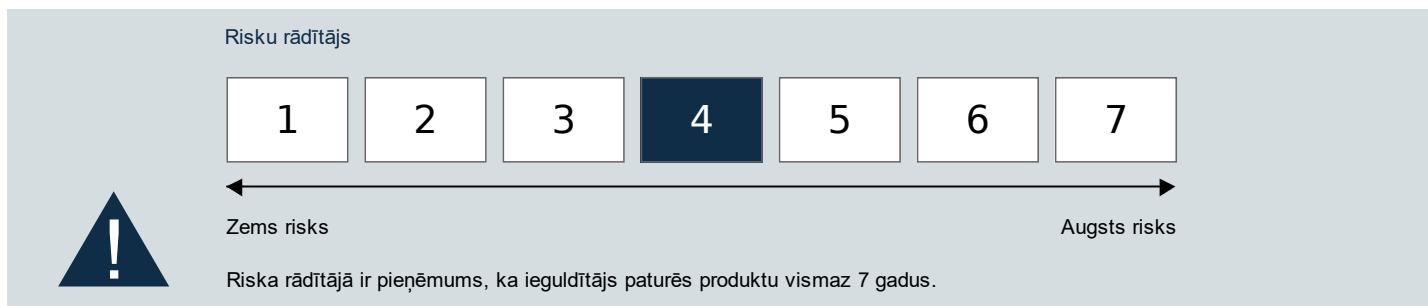 Risku rādītājs
1 2 3 4 5 6 7
Zems risks Augsts risks
!
Riska rādītājā ir pieņēmums, ka ieguldītājs paturēs produktu vismaz 7 gadus.